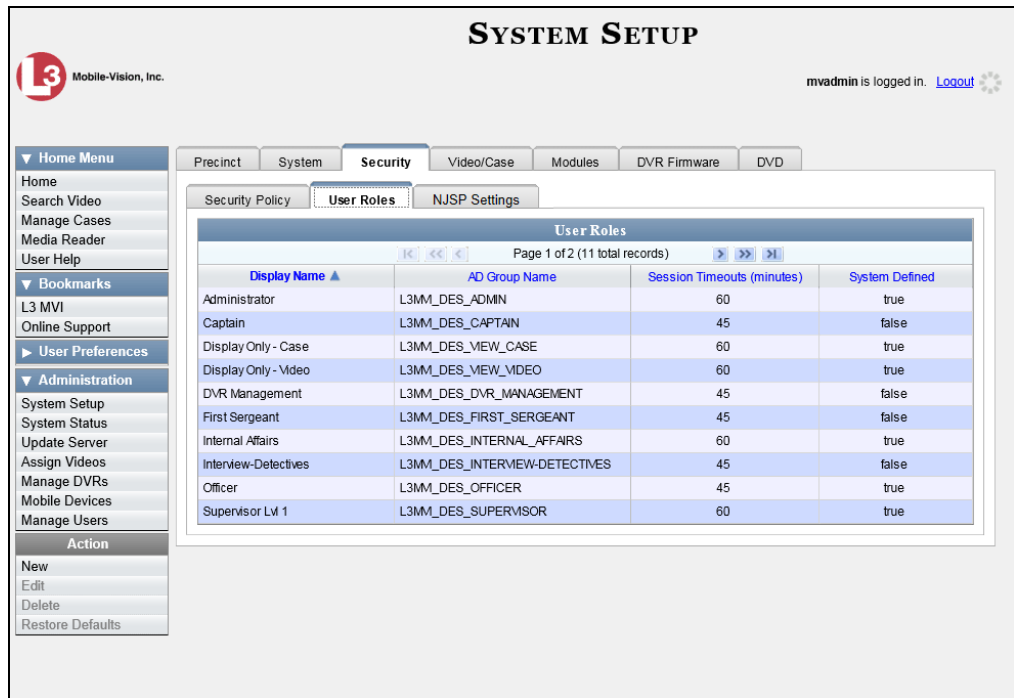 SYSTEM SETUP
L3 Mobile-Vision, Inc.
mvadmin is logged in. Logout
Home Menu
Home
Search Video
Manage Cases
Media Reader
User Help
Bookmarks
L3 MVI
Online Support
User Preferences
Administration
System Setup
System Status
Update Server
Assign Videos
Manage DVRs
Mobile Devices
Manage Users
Action
New
Edit
Delete
Restore Defaults
Precinct System Security Video/Case Modules DVR Firmware DVD
Security Policy User Roles NJSP Settings
User Roles
Page 1 of 2 (11 total records)
Display Name AD Group Name Session Timeouts (minutes) System Defined
Administrator L3MM_DES_ADMIN 60 true
Captain L3MM_DES_CAPTAIN 45 false
Display Only - Case L3MM_DES_VIEW_CASE 60 true
Display Only - Video L3MM_DES_VIEW_VIDEO 60 true
DVR Management L3MM_DES_DVR_MANAGEMENT 45 false
First Sergeant L3MM_DES_FIRST_SERGEANT 45 false
Internal Affairs L3MM_DES_INTERNAL_AFFAIRS 60 true
Interview-Detectives L3MM_DES_INTERVIEW-DETECTIVES 45 false
Officer L3MM_DES_OFFICER 45 true
Supervisor Lvl 1 L3MM_DES_SUPERVISOR 60 true